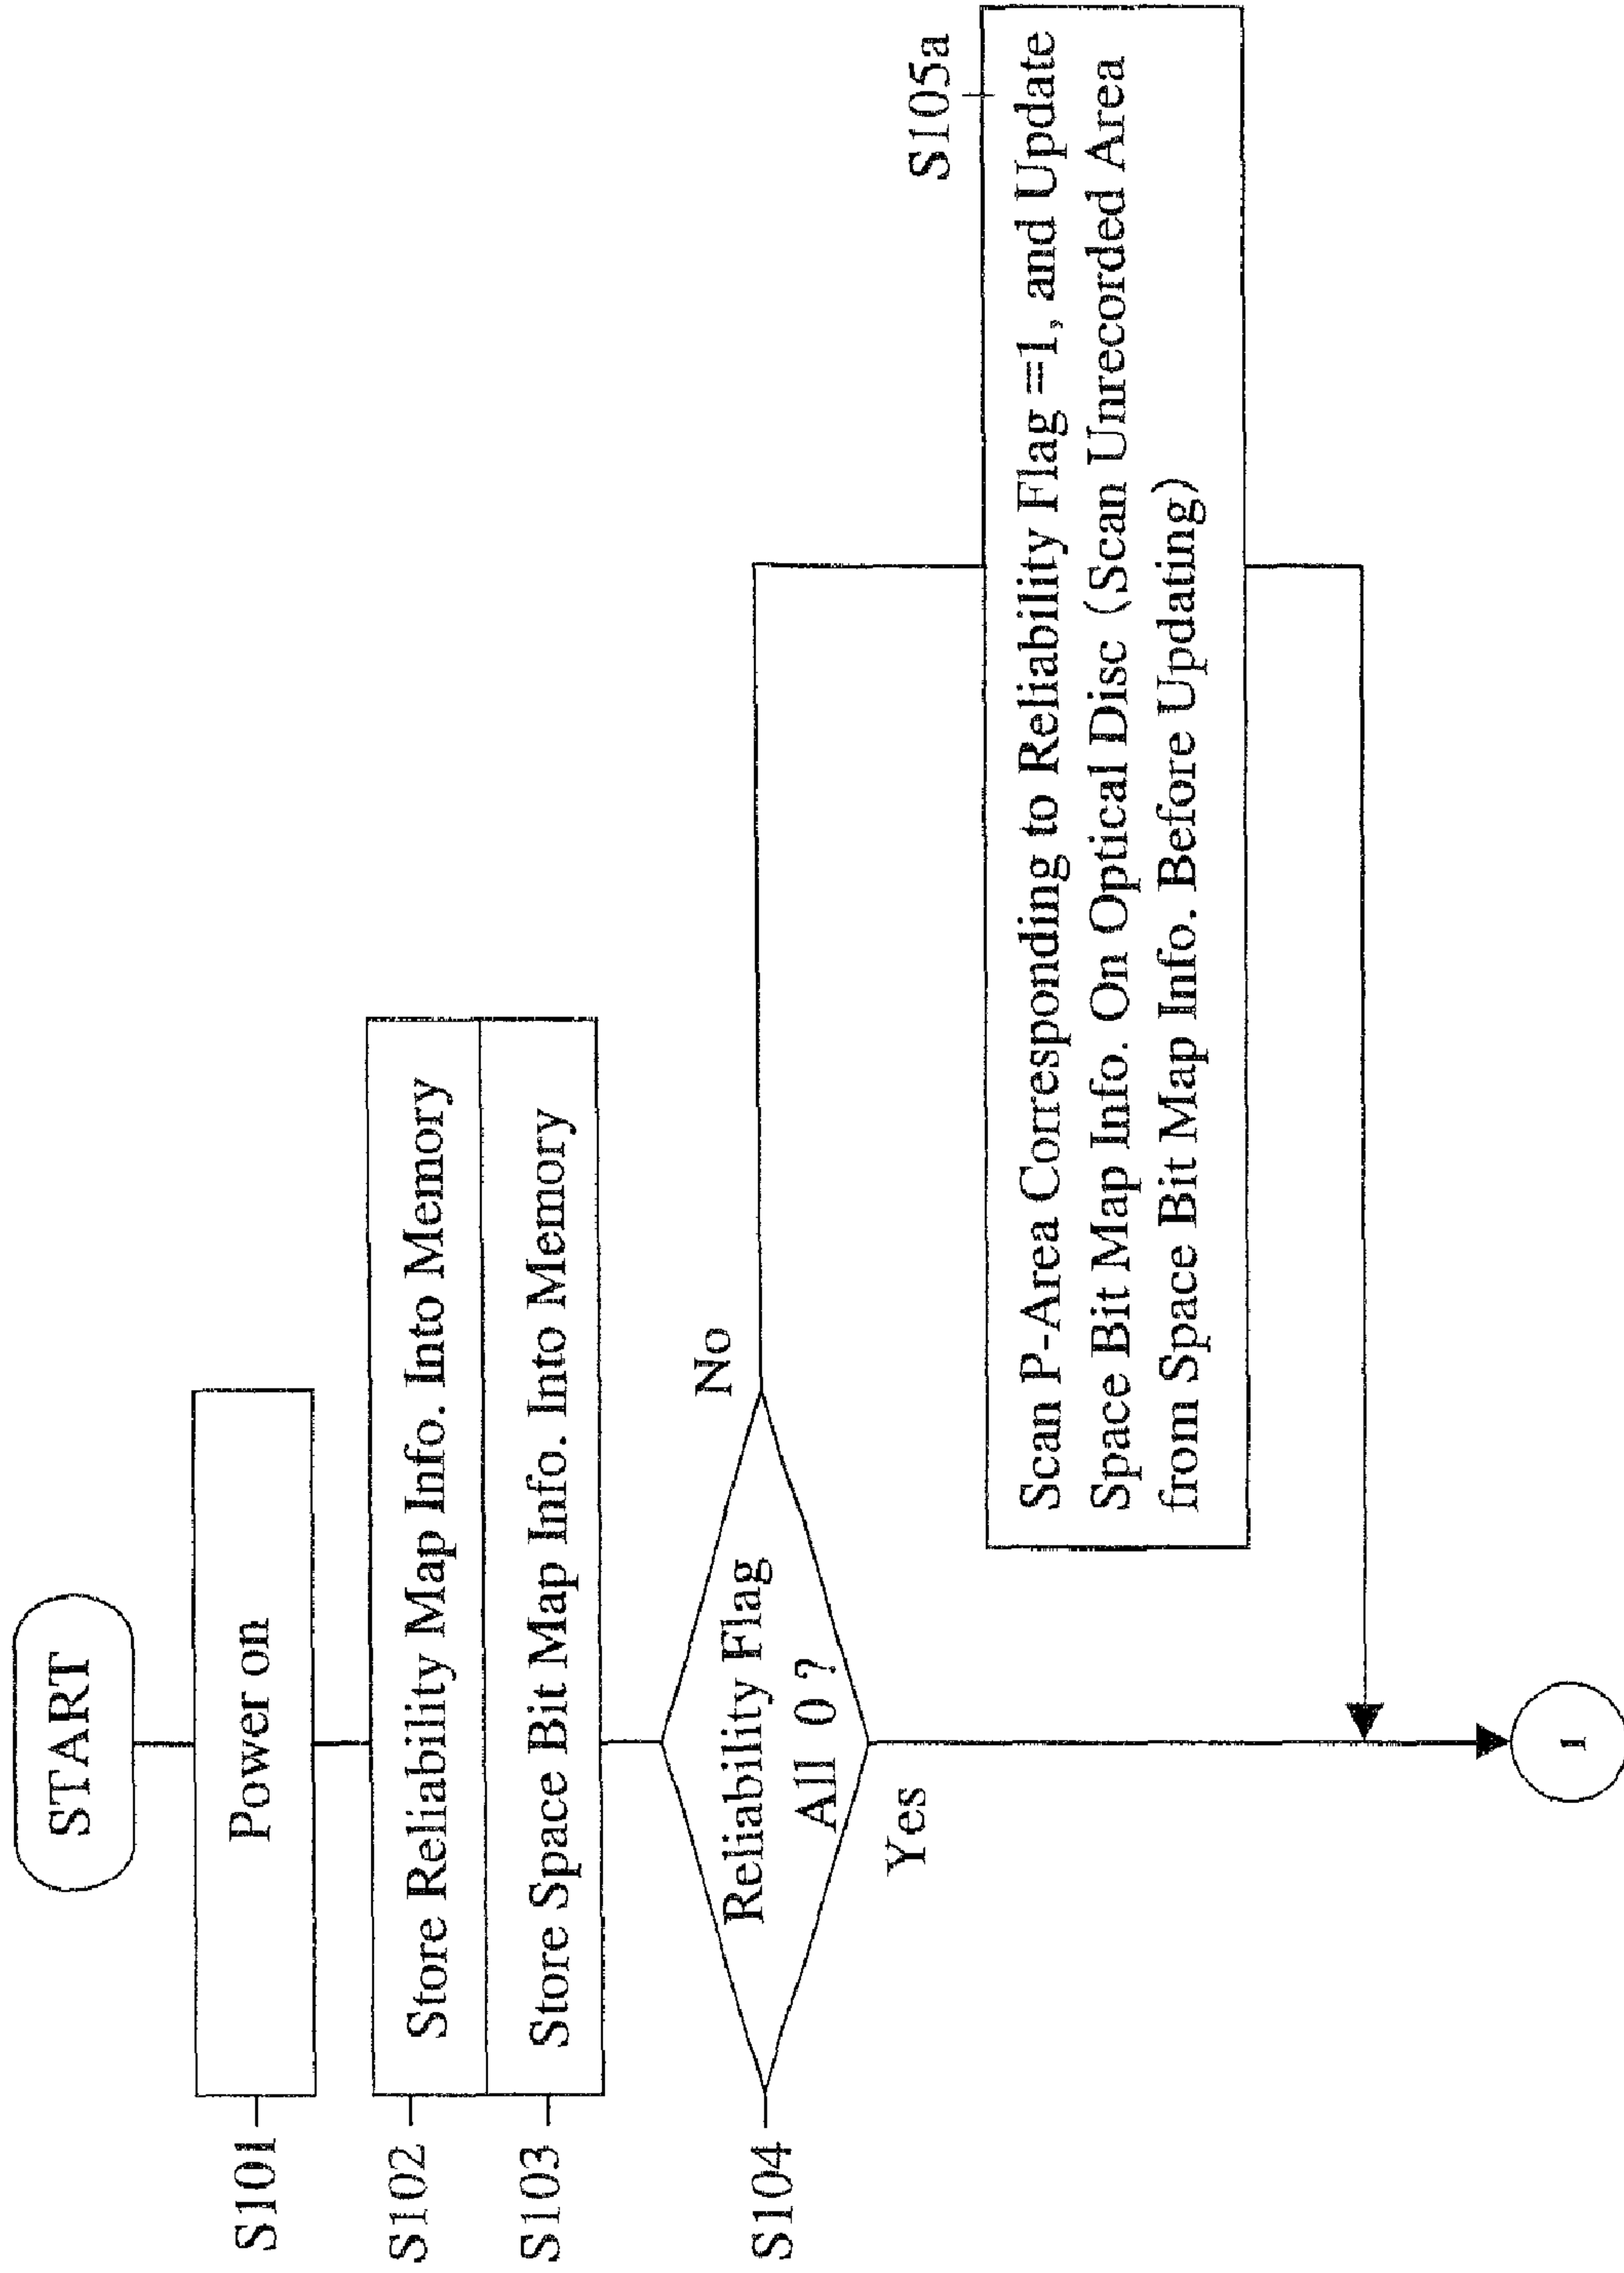 START
S101
Power on
S102
Store Reliability Map Info. Into Memory
S103
Store Space Bit Map Info. Into Memory
S104
Reliability Flag
All 0 ?
No
Yes
S105a
Scan P-Area Corresponding to Reliability Flag =1, and Update
Space Bit Map Info. On Optical Disc (Scan Unrecorded Area
from Space Bit Map Info. Before Updating)
1